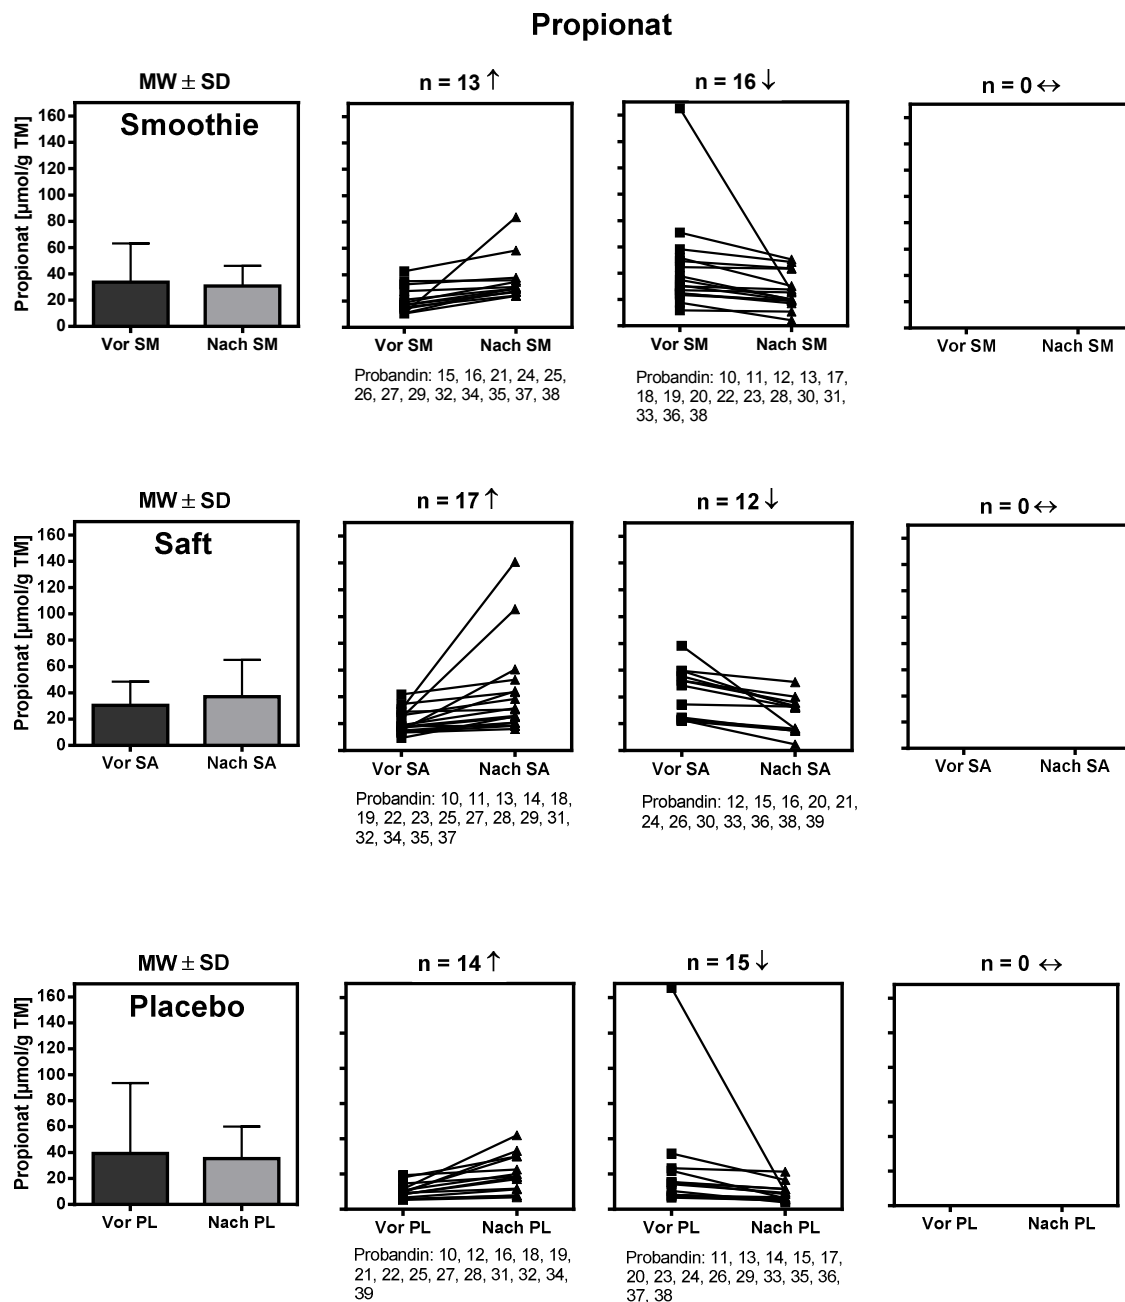 Propionat
MW ± SD
n = 13 ↑
n = 16 ↓
n = 0 ↔
Smoothie
Propionat [µmol/g TM]
160
140
120
100
80
60
40
20
0
Vor SM
Nach SM
Vor SM
Nach SM
Vor SM
Nach SM
Vor SM
Nach SM
Probandin: 15, 16, 21, 24, 25,
26, 27, 29, 32, 34, 35, 37, 38
Probandin: 10, 11, 12, 13, 17,
18, 19, 20, 22, 23, 28, 30, 31,
33, 36, 38
MW ± SD
n = 17 ↑
n = 12 ↓
n = 0 ↔
Saft
Propionat [µmol/g TM]
160
140
120
100
80
60
40
20
0
Vor SA
Nach SA
Vor SA
Nach SA
Vor SA
Nach SA
Vor SA
Nach SA
Probandin: 10, 11, 13, 14, 18,
19, 22, 23, 25, 27, 28, 29, 31,
32, 34, 35, 37
Probandin: 12, 15, 16, 20, 21,
24, 26, 30, 33, 36, 38, 39
MW ± SD
n = 14 ↑
n = 15 ↓
n = 0 ↔
Placebo
Propionat [µmol/g TM]
160
140
120
100
80
60
40
20
0
Vor PL
Nach PL
Vor PL
Nach PL
Vor PL
Nach PL
Vor PL
Nach PL
Probandin: 10, 12, 16, 18, 19,
21, 22, 25, 27, 28, 31, 32, 34,
39
Probandin: 11, 13, 14, 15, 17,
20, 23, 24, 26, 29, 33, 35, 36,
37, 38